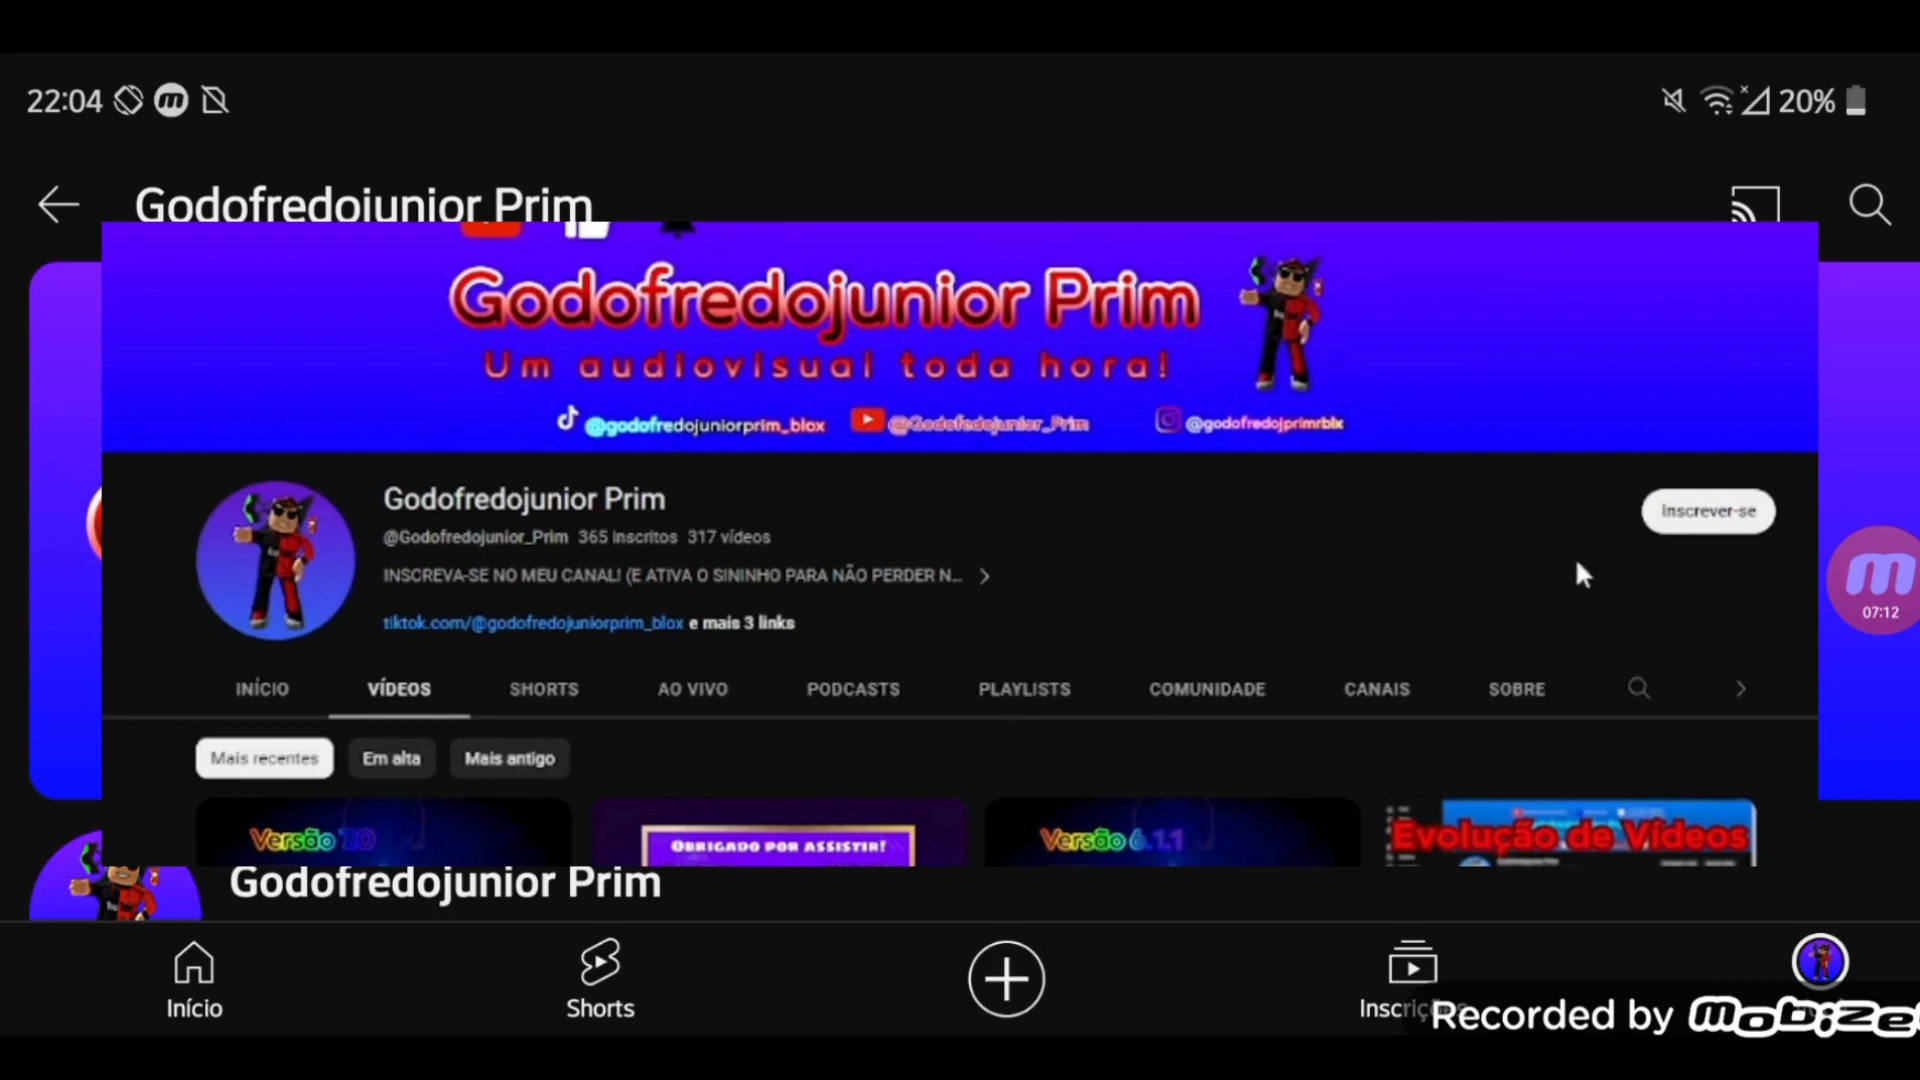 22:04
20%
Godofredojunior Prim
Godofredojunior Prim
Um audiovisual toda hora!
@godofredojuniorprim_blox @Godofedojunior_Prim @godofredojprimrblx
Godofredojunior Prim
@Godofredojunior_Prim 365 inscritos 317 vídeos
Inscrever-se
INSCREVA-SE NO MEU CANAL! (E ATIVA O SININHO PARA NÃO PERDER N...
tiktok.com/@godofredojuniorprim_blox e mais 3 links
07:12
INÍCIO VÍDEOS SHORTS AO VIVO PODCASTS PLAYLISTS COMUNIDADE CANAIS SOBRE
Mais recentes Em alta Mais antigo
Versão 7.0
OBRIGADO POR ASSISTIR!
Versão 6.1.1
Evolução de Vídeos
Godofredojunior Prim
Início Shorts
Recorded by Mobizen